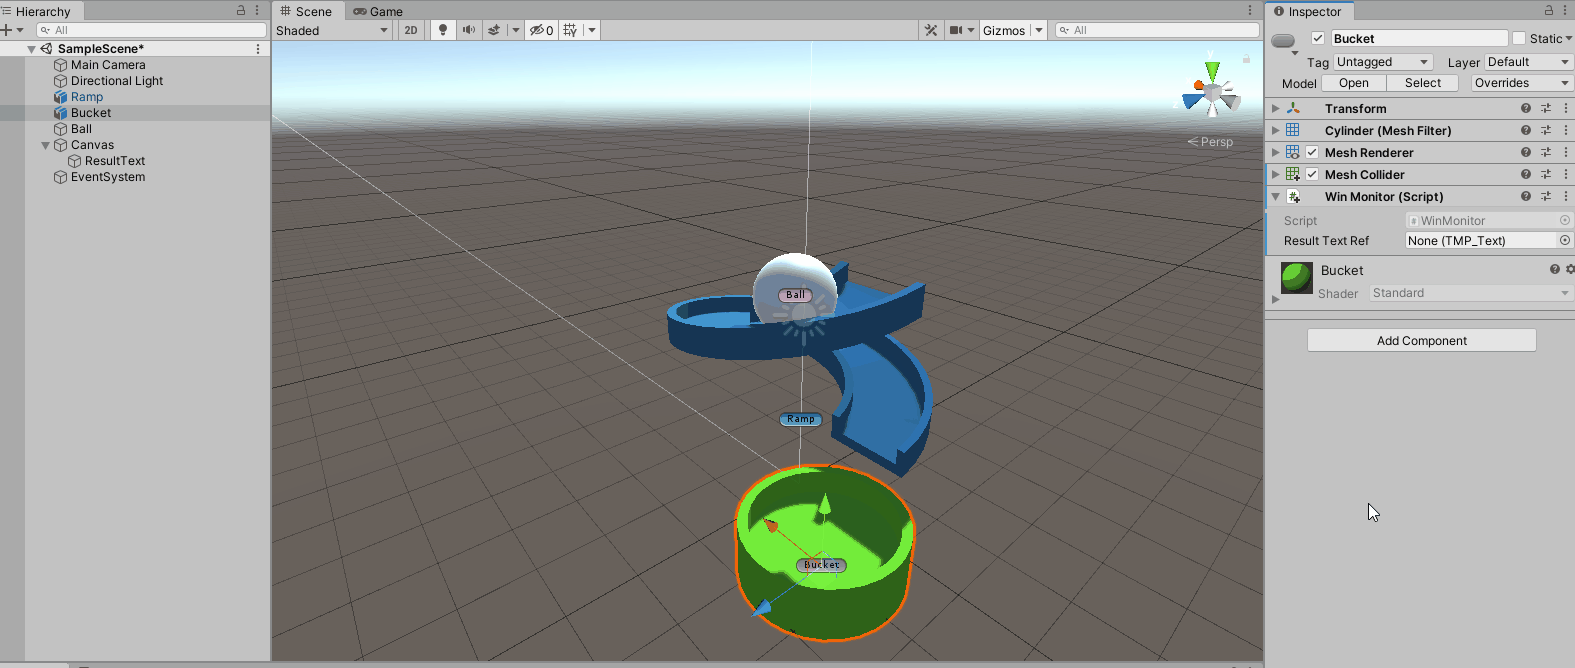 Hierarchy
All
SampleScene*
Main Camera
Directional Light
Ramp
Bucket
Ball
Canvas
ResultText
EventSystem
Scene
Game
Shaded
2D
0
Gizmos
All
y
Persp
Ball
Ramp
Bucket
Inspector
Bucket
Static
Tag
Untagged
Layer
Default
Model
Open
Select
Overrides
Transform
Cylinder (Mesh Filter)
Mesh Renderer
Mesh Collider
Win Monitor (Script)
Script
WinMonitor
Result Text Ref
None (TMP_Text)
Bucket
Shader
Standard
Add Component